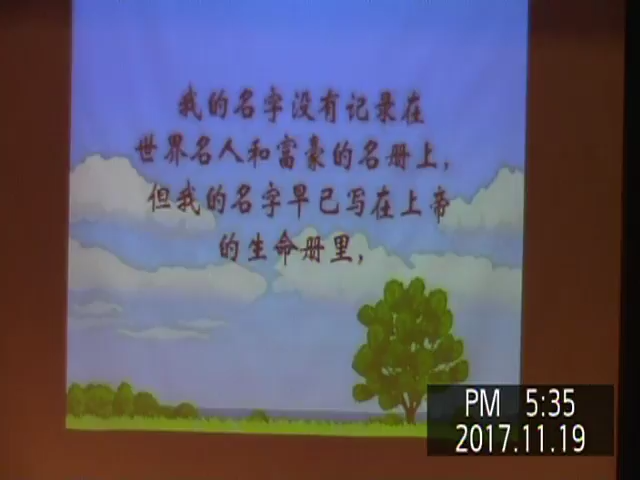 我的名字没有记录在
世界名人和富豪的名册上，
但我的名字早已写在上帝
的生命册里，
PM 5:35
2017.11.19